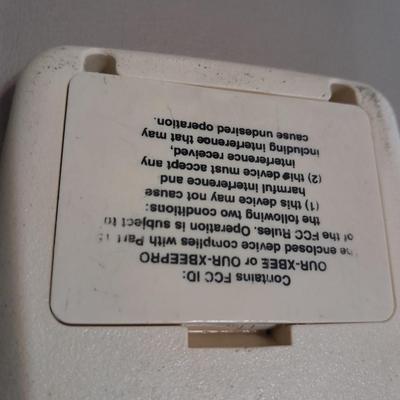 Contains FCC ID:
OUR-XBEE or OUR-XBEEPRO
enclosed device complies with Part
of the FCC Rules. Operation is subject to
the following two conditions:
(1) this device may not cause
harmful interference and
(2) this device must accept any
interference received,
including interference that may
cause undesired operation.